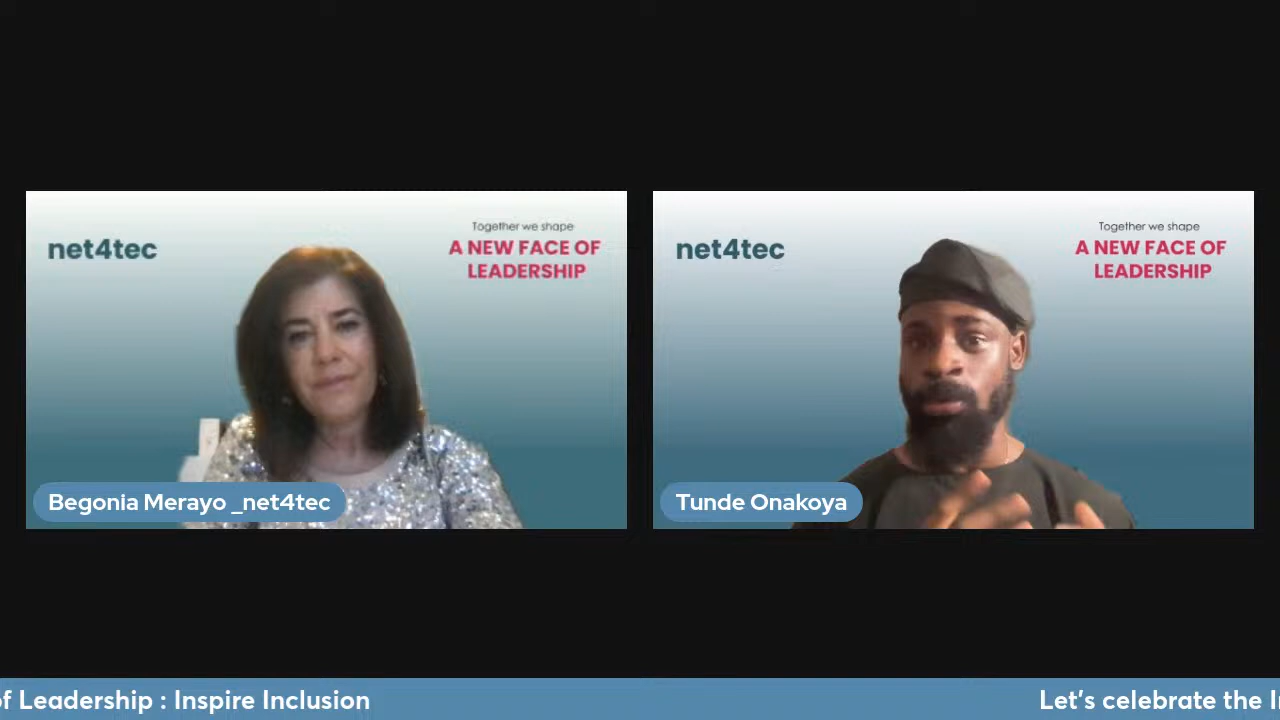 net4tec
Together we shape
A NEW FACE OF
LEADERSHIP
Begonia Merayo _net4tec
net4tec
Together we shape
A NEW FACE OF
LEADERSHIP
Tunde Onakoya
of Leadership : Inspire Inclusion
Let's celebrate the